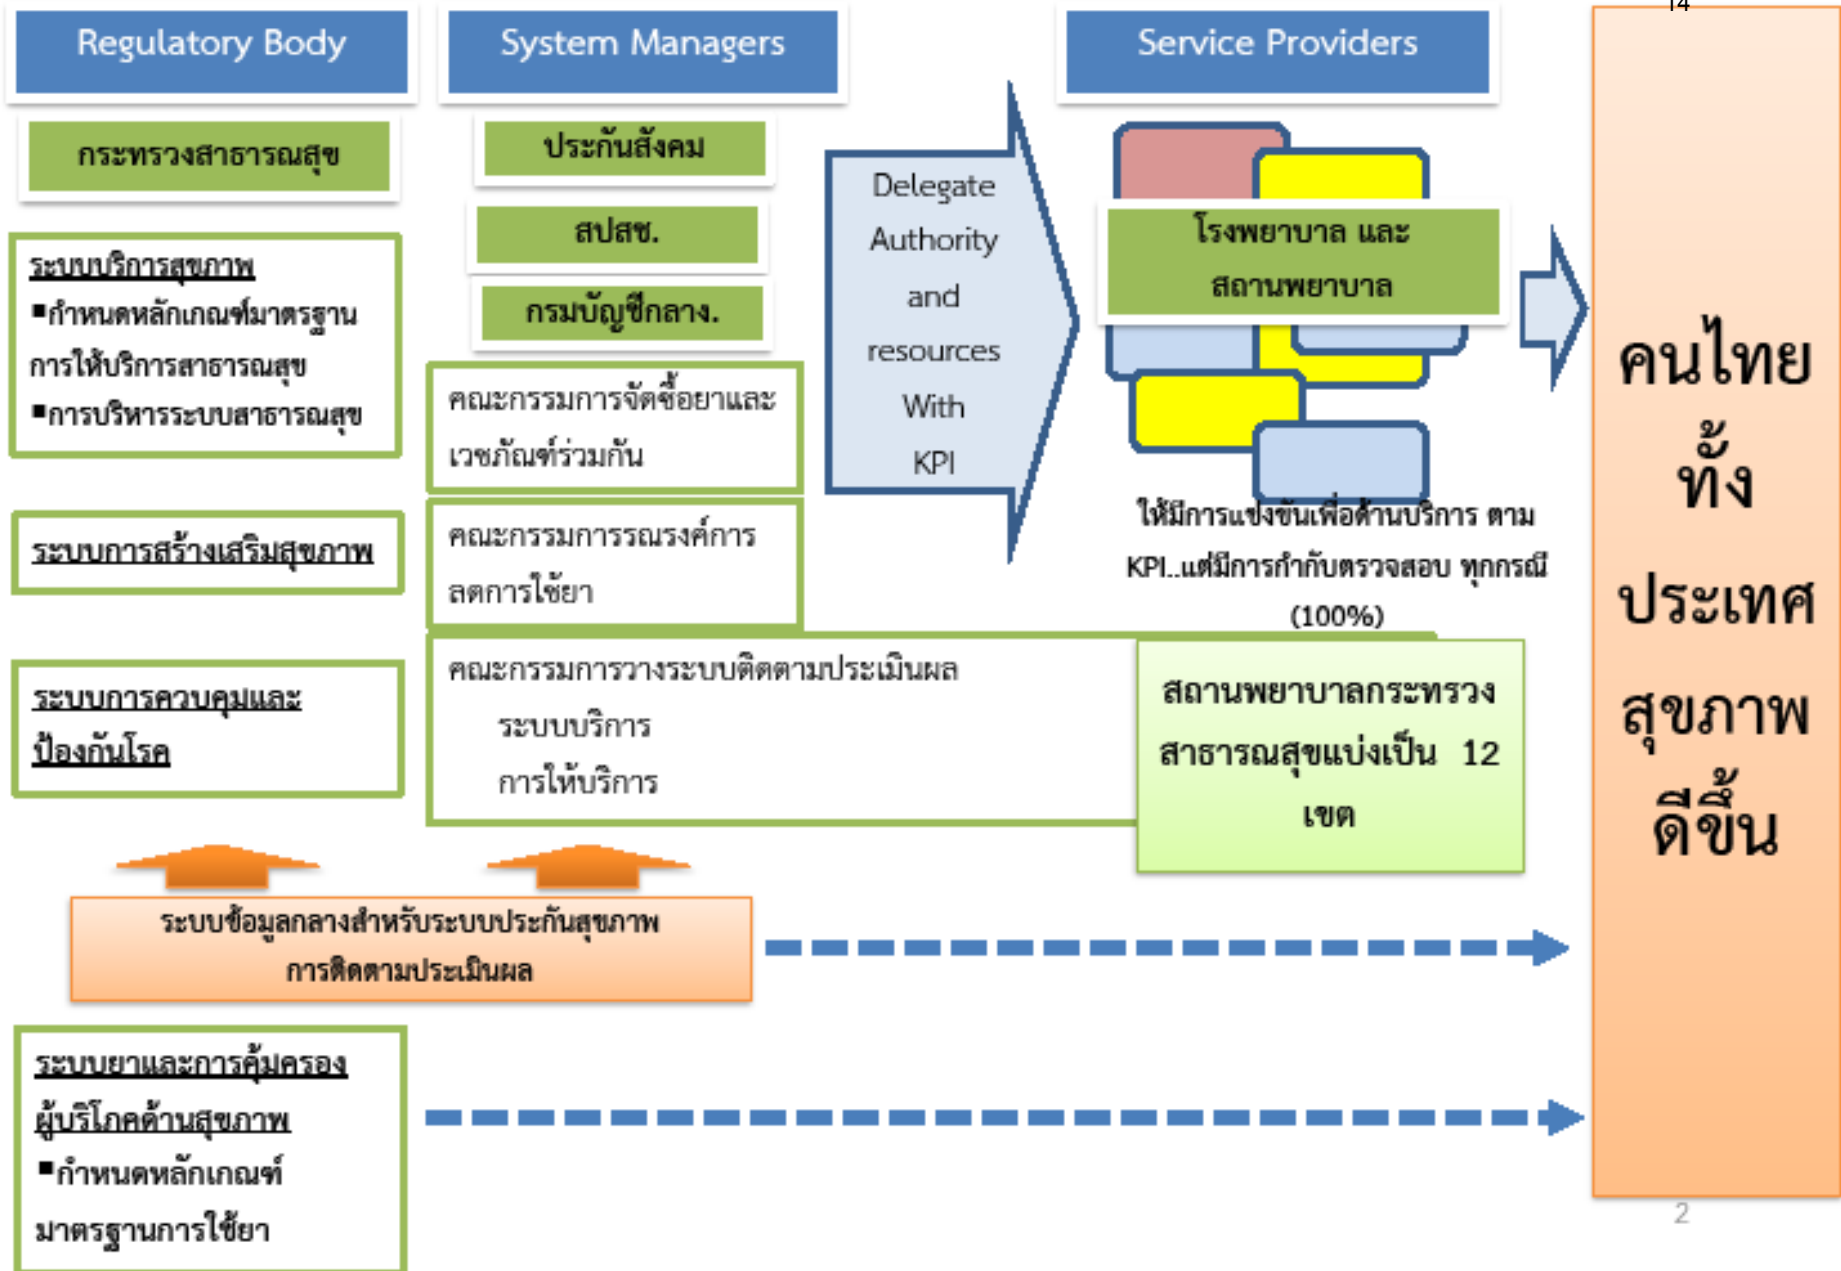 14
Regulatory Body
System Managers
Service Providers
กระทรวงสาธารณสุข
ระบบบริการสุขภาพ
▪กำหนดหลักเกณฑ์มาตรฐาน
การให้บริการสาธารณสุข
▪การบริหารระบบสาธารณสุข
ระบบการสร้างเสริมสุขภาพ
ระบบการควบคุมและ
ป้องกันโรค
ประกันสังคม
สปสช.
กรมบัญชีกลาง.
คณะกรรมการจัดซื้อยาและ
เวชภัณฑ์ร่วมกัน
คณะกรรมการรณรงค์การ
ลดการใช้ยา
คณะกรรมการวางระบบติดตามประเมินผล
ระบบบริการ
การให้บริการ
Delegate
Authority
and
resources
With
KPI
โรงพยาบาล และ
สถานพยาบาล
ให้มีการแข่งขันเพื่อด้านบริการ ตาม
KPI..แต่มีการกำกับตรวจสอบ ทุกกรณี
(100%)
สถานพยาบาลกระทรวง
สาธารณสุขแบ่งเป็น 12
เขต
คนไทย
ทั้ง
ประเทศ
สุขภาพ
ดีขึ้น
ระบบข้อมูลกลางสำหรับระบบประกันสุขภาพ
การติดตามประเมินผล
ระบบยาและการคุ้มครอง
ผู้บริโภคด้านสุขภาพ
▪กำหนดหลักเกณฑ์
มาตรฐานการใช้ยา
2